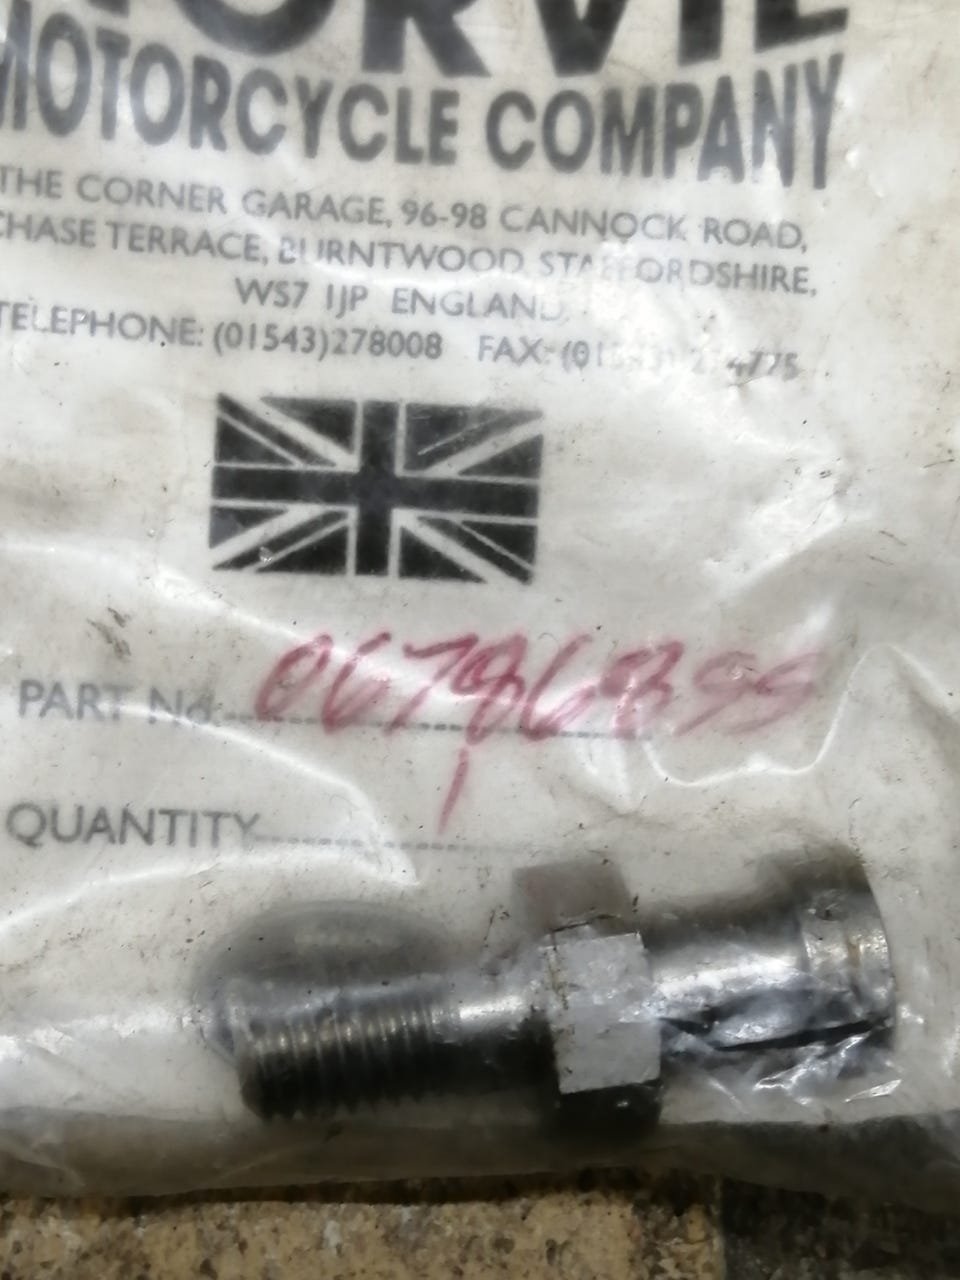 MOTORCYCLE COMPANY
THE CORNER GARAGE, 96-98 CANNOCK ROAD,
CHASE TERRACE, BURNTWOOD, STAFFORDSHIRE,
WS7 1JP ENGLAND
TELEPHONE: (01543)278008 FAX:
PART No. 067868SS
QUANTITY 1